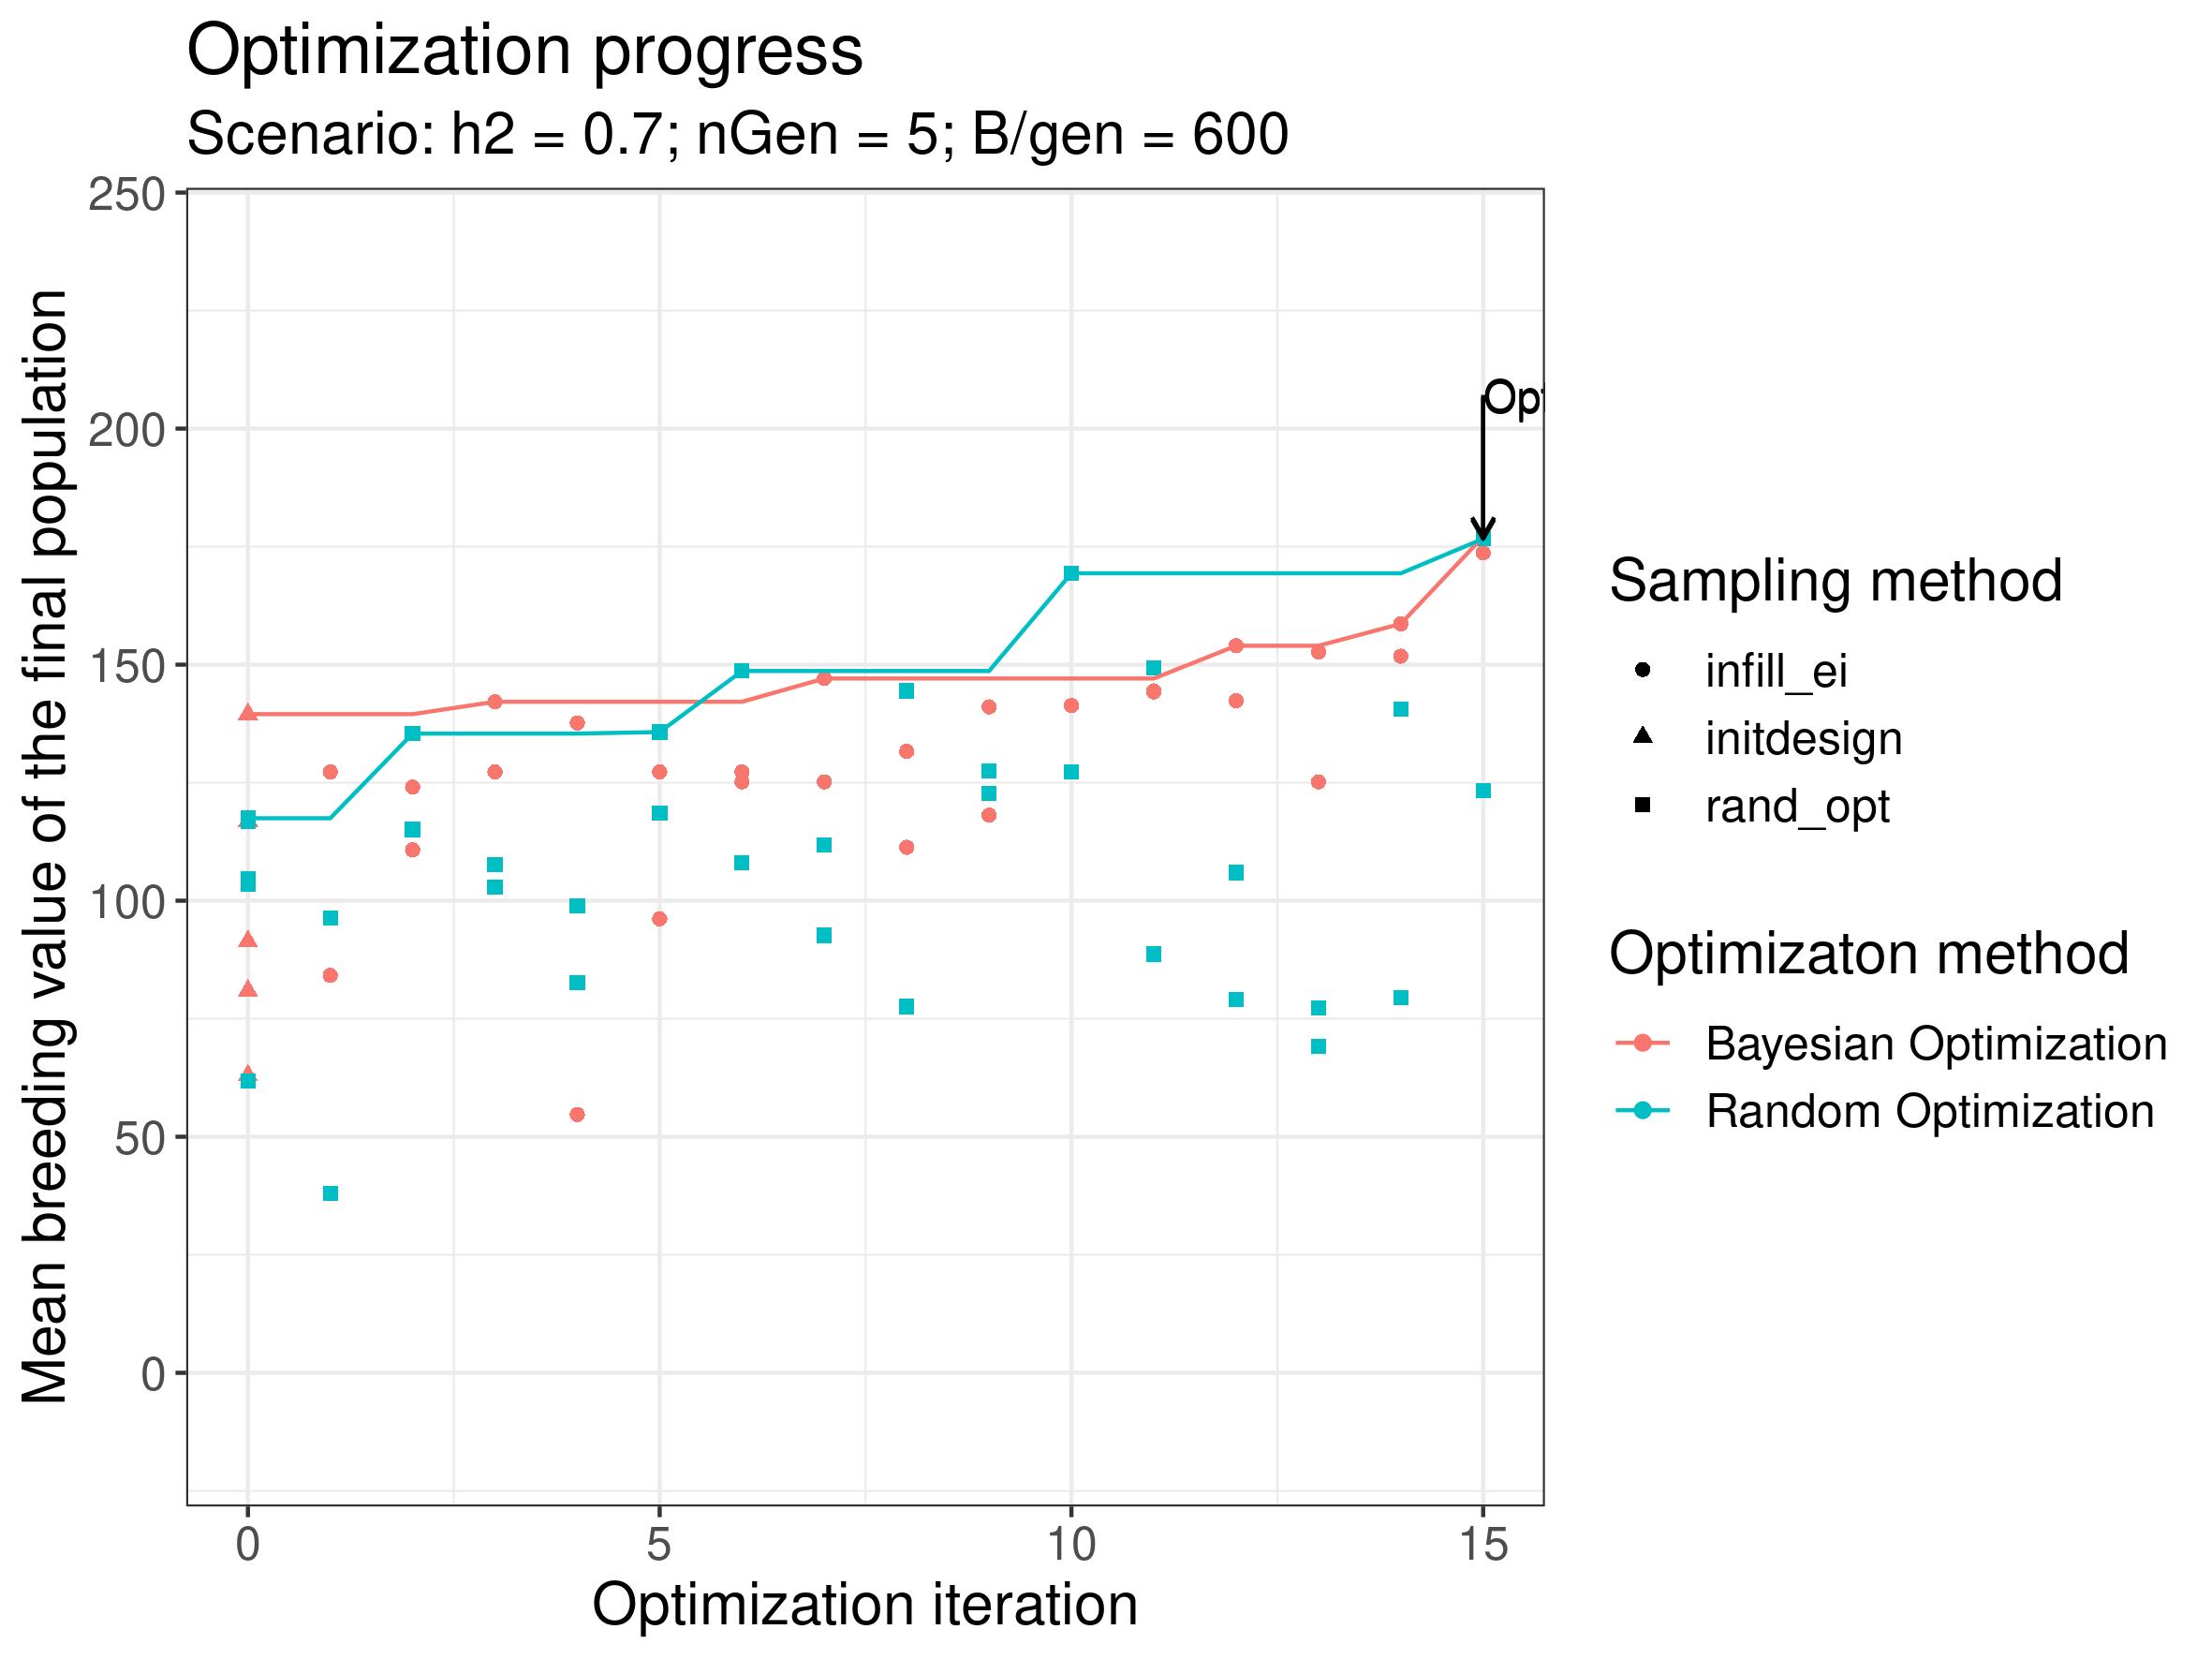 Optimization progress
Scenario: h2 = 0.7; nGen = 5; B/gen = 600
Mean breeding value of the final population
250
200
150
100
50
0
Opt
0 5 10 15
Optimization iteration
Sampling method
infill_ei
initdesign
rand_opt
Optimizaton method
Bayesian Optimization
Random Optimization